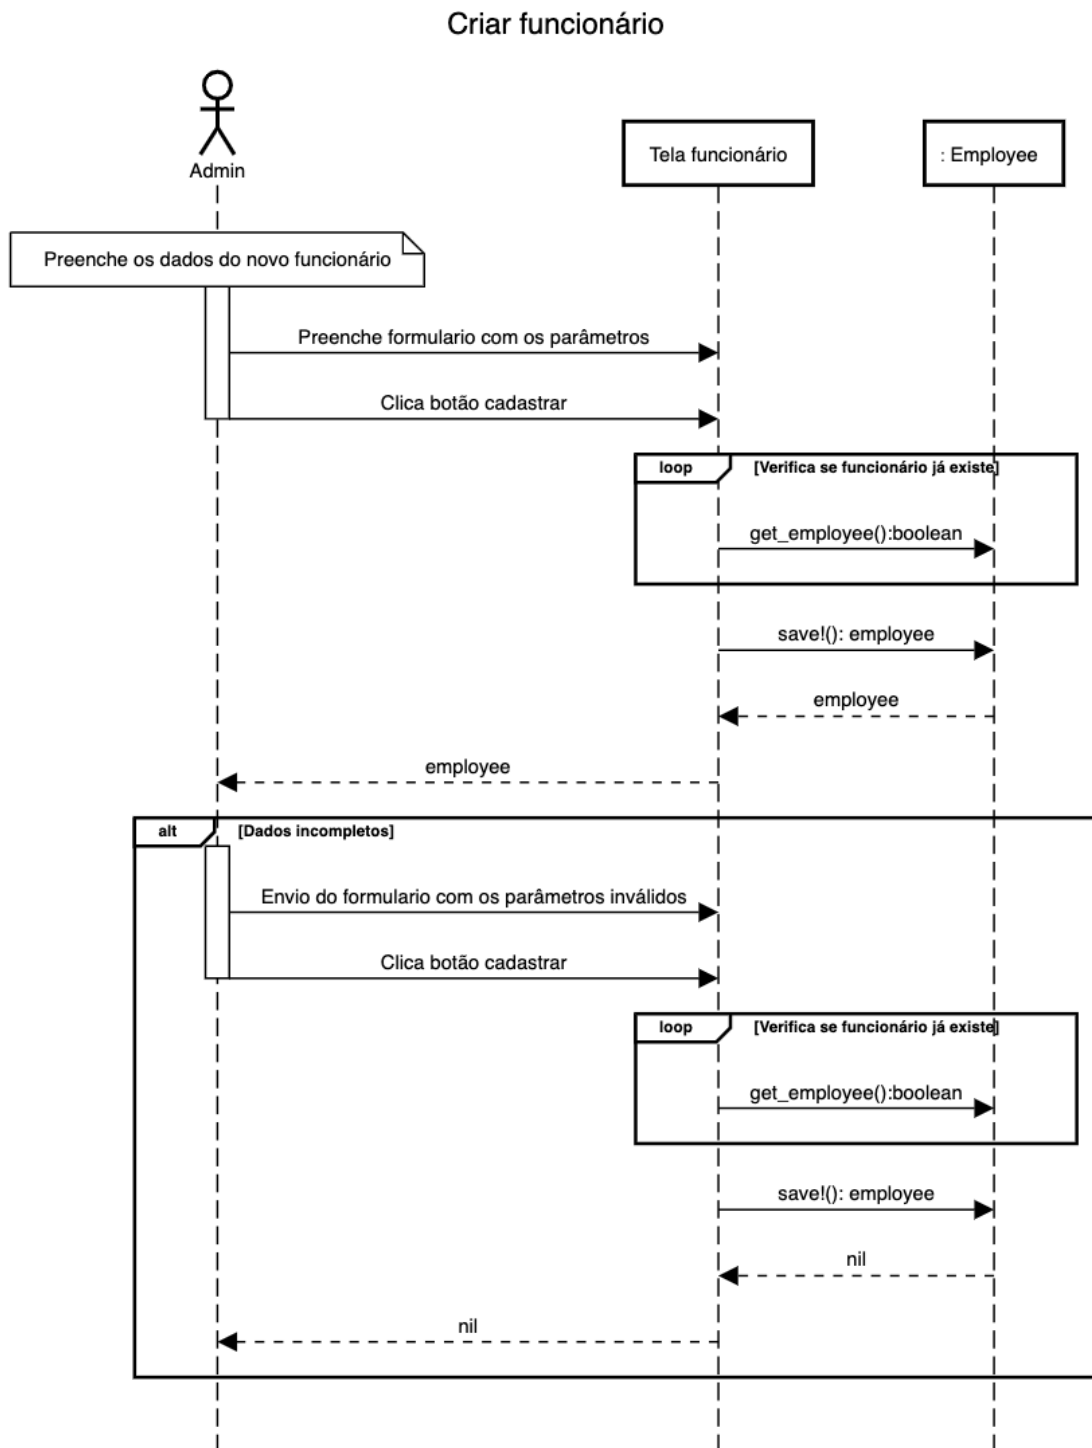 Criar funcionário
Admin
Tela funcionário
: Employee
Preenche os dados do novo funcionário
Preenche formulario com os parâmetros
Clica botão cadastrar
loop
[Verifica se funcionário já existe]
get_employee():boolean
save!(): employee
employee
employee
alt
[Dados incompletos]
Envio do formulario com os parâmetros inválidos
Clica botão cadastrar
loop
[Verifica se funcionário já existe]
get_employee():boolean
save!(): employee
nil
nil